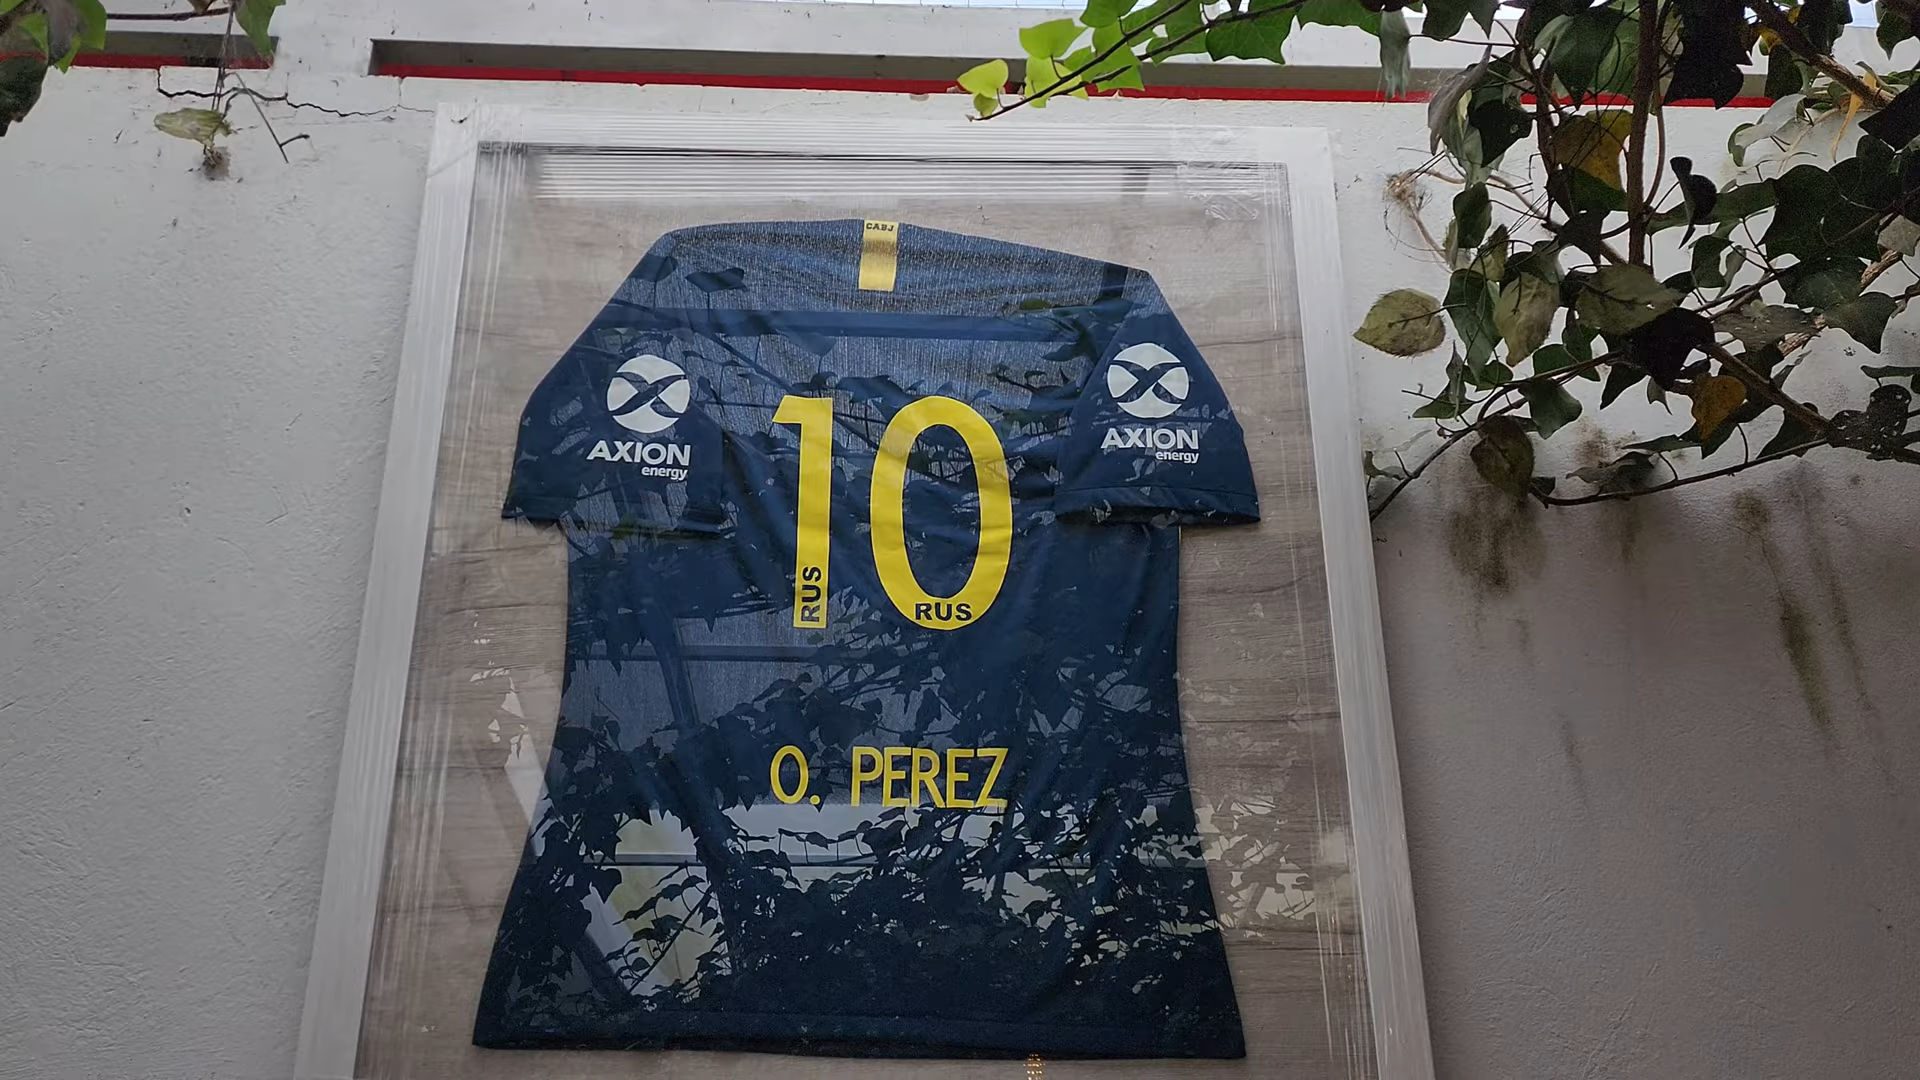 CABJ
AXION
energy
AXION
energy
10
RUS
RUS
O. PEREZ